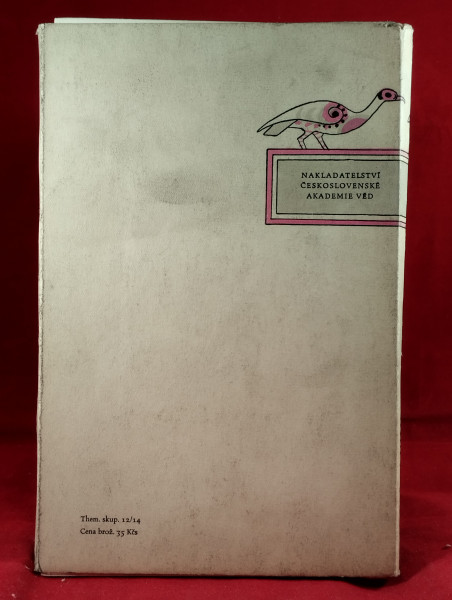 NAKLADATELSTVÍ
ČESKOSLOVENSKÉ
AKADEMIE VĚD
Them. skup. 12/14
Cena brož. 35 Kčs